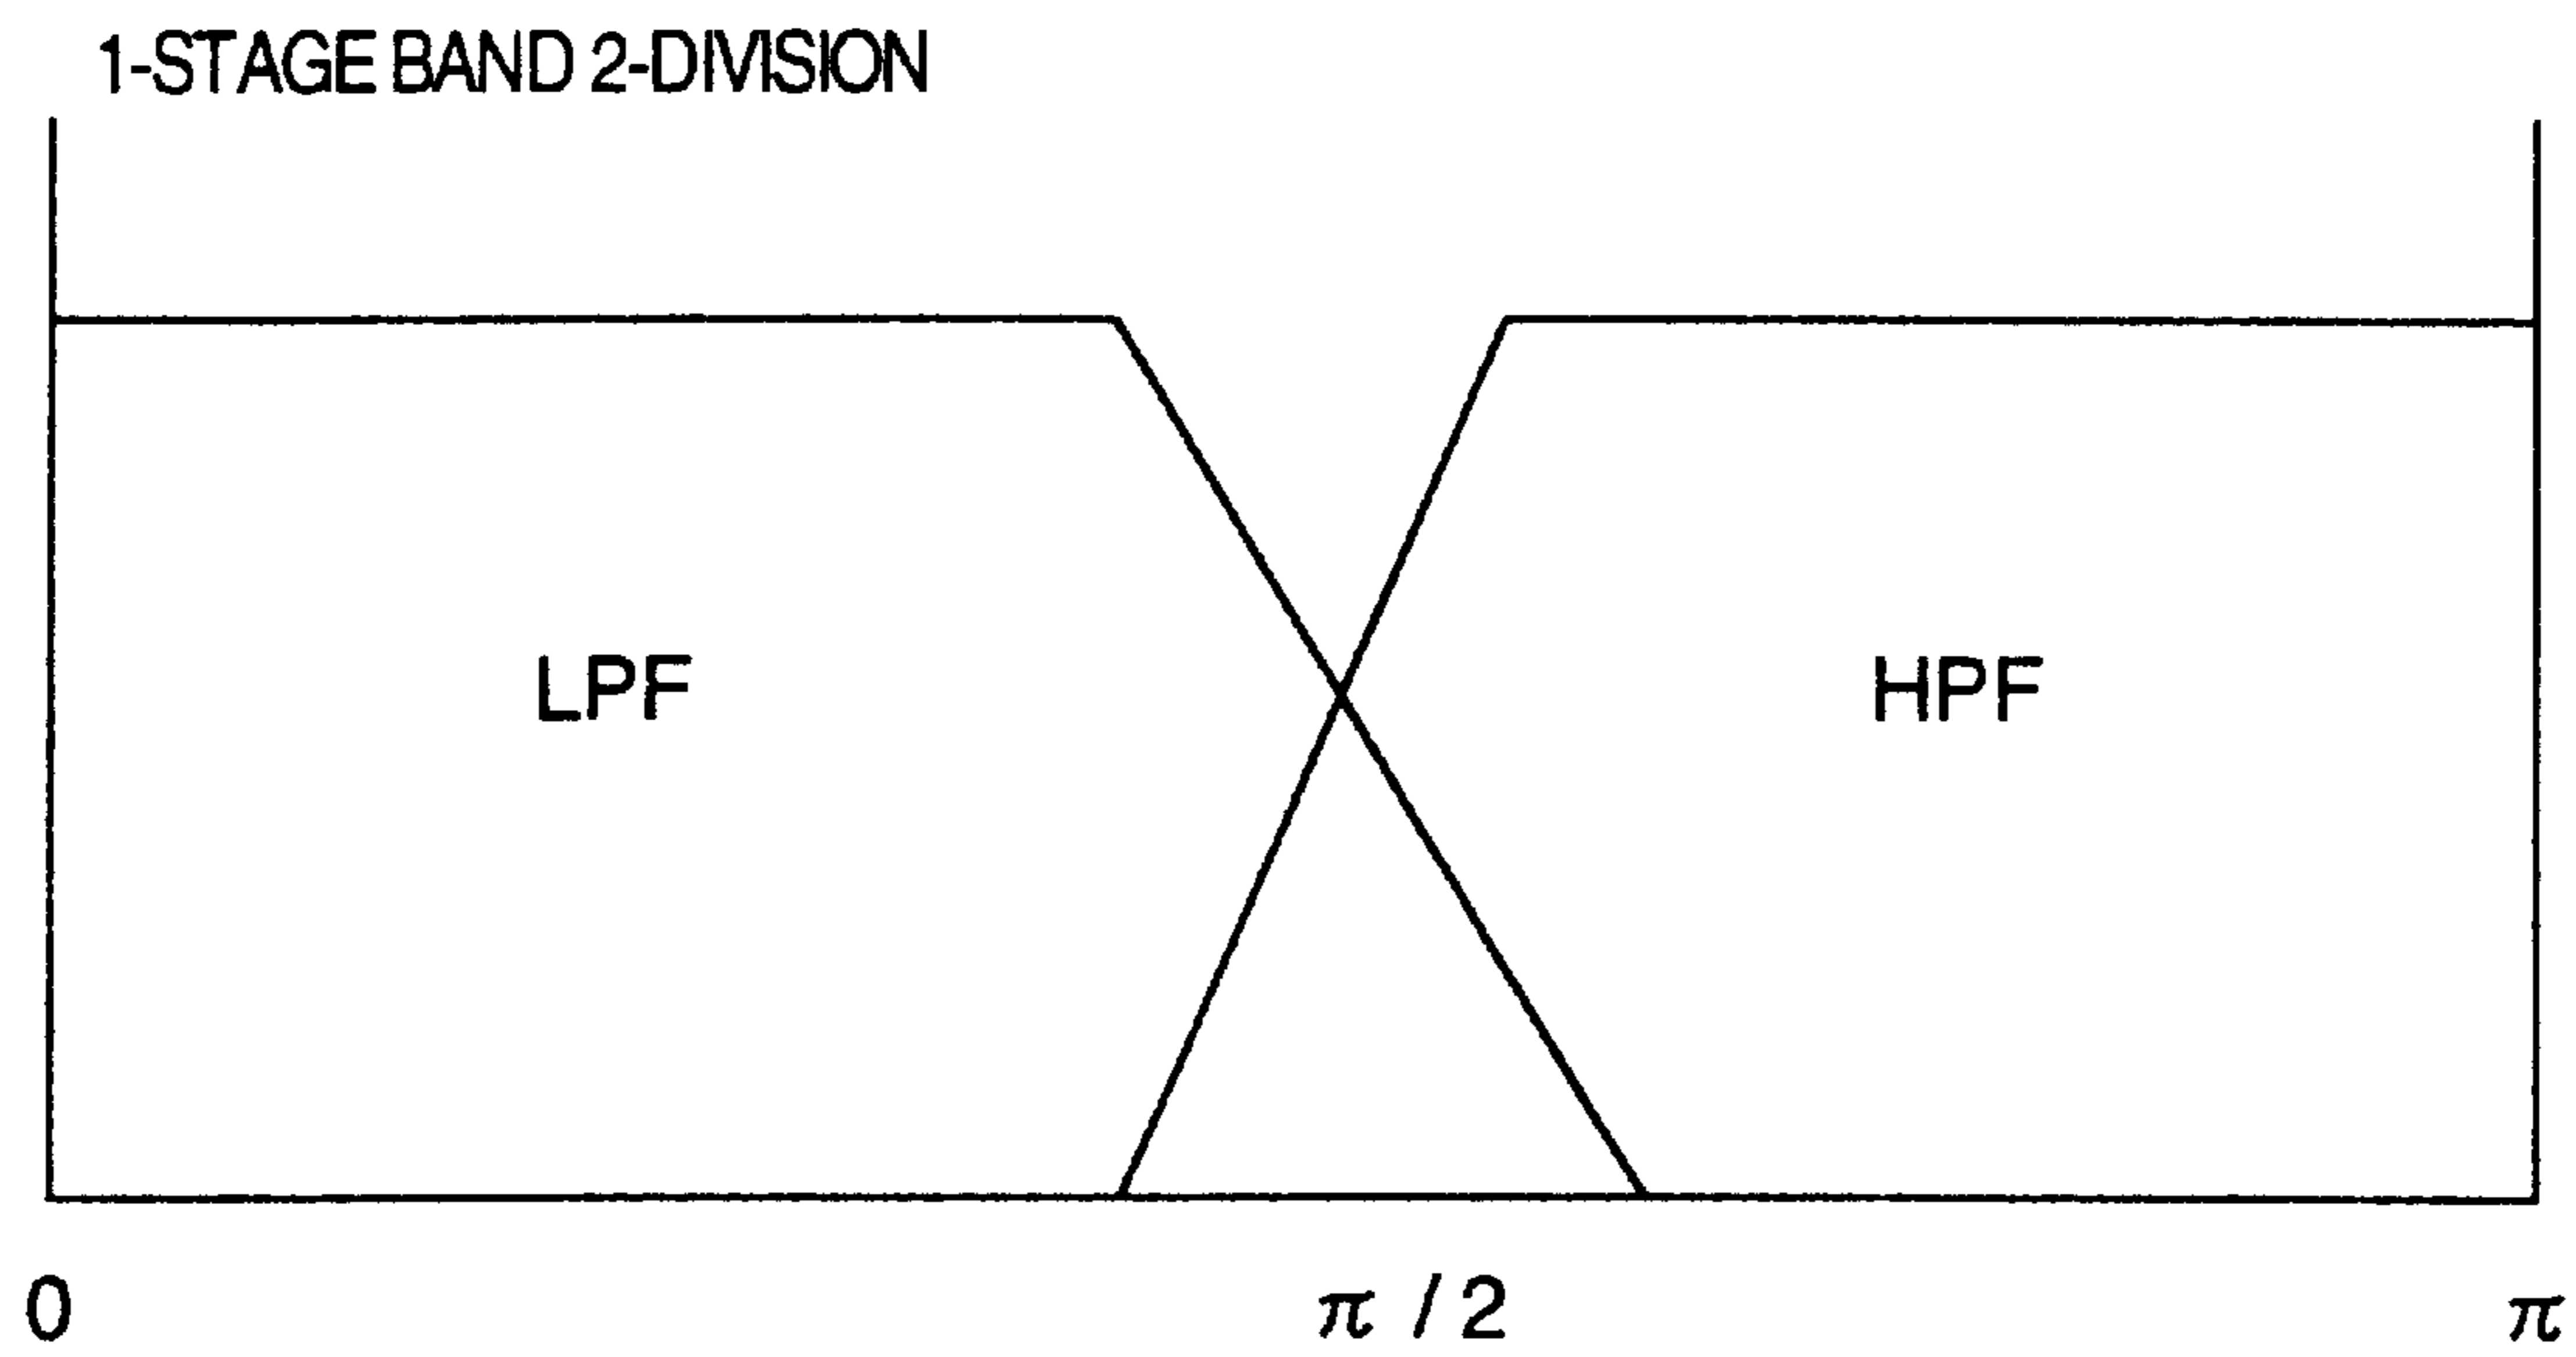 1-STAGE BAND 2-DIVISION
LPF
HPF
0
π/2
π